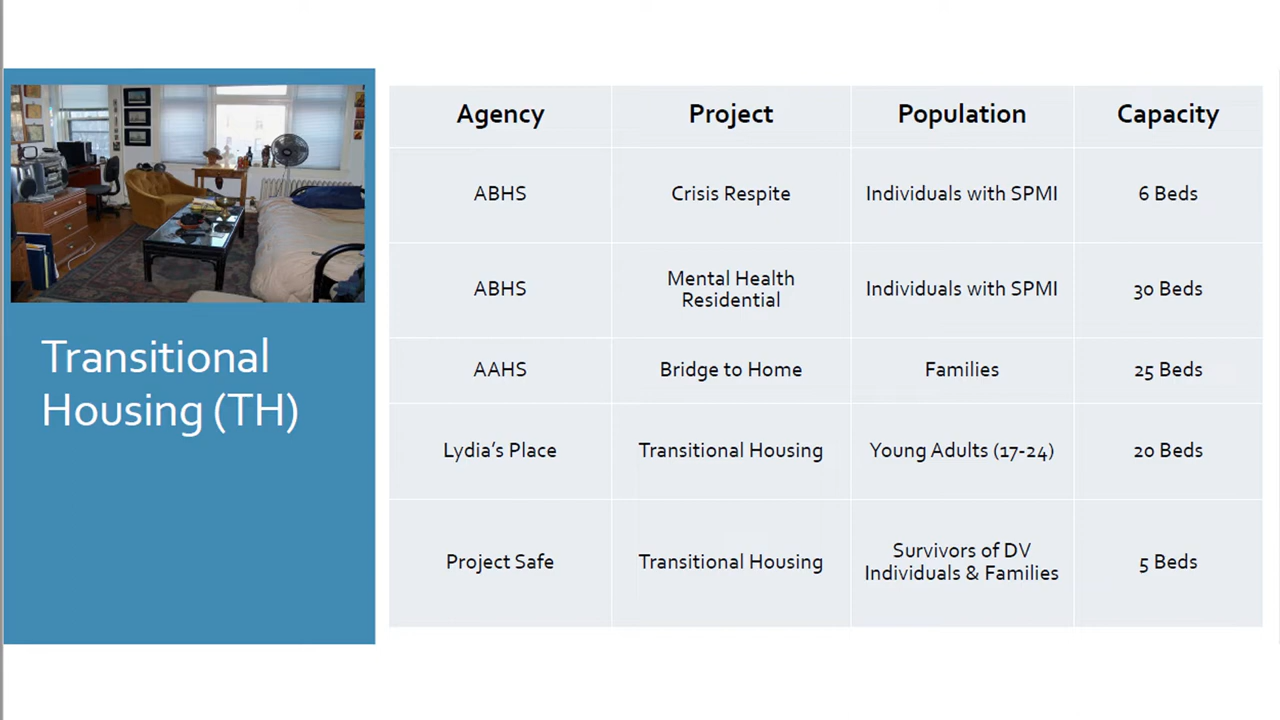 Transitional
Housing (TH)
Agency Project Population Capacity
ABHS Crisis Respite Individuals with SPMI 6 Beds
ABHS Mental Health Residential Individuals with SPMI 30 Beds
AAHS Bridge to Home Families 25 Beds
Lydia’s Place Transitional Housing Young Adults (17-24) 20 Beds
Project Safe Transitional Housing Survivors of DV Individuals & Families 5 Beds